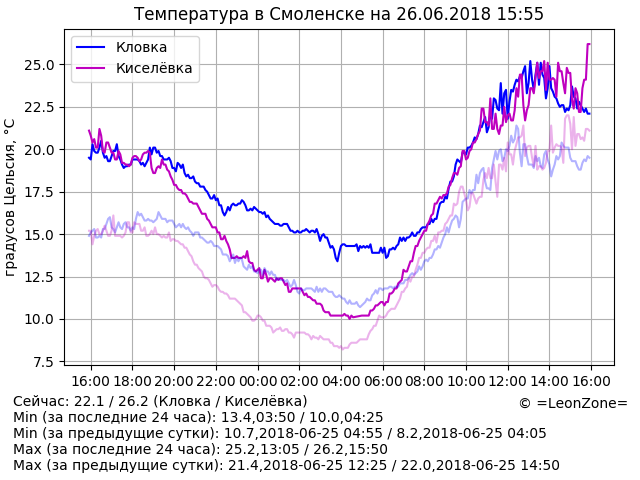 Температура в Смоленске на 26.06.2018 15:55
Кловка
Киселёвка
градусов Цельсия, °C
25.0
22.5
20.0
17.5
15.0
12.5
10.0
7.5
16:00 18:00 20:00 22:00 00:00 02:00 04:00 06:00 08:00 10:00 12:00 14:00 16:00
Сейчас: 22.1 / 26.2 (Кловка / Киселёвка)
© =LeonZone=
Min (за последние 24 часа): 13.4,03:50 / 10.0,04:25
Min (за предыдущие сутки): 10.7,2018-06-25 04:55 / 8.2,2018-06-25 04:05
Max (за последние 24 часа): 25.2,13:05 / 26.2,15:50
Max (за предыдущие сутки): 21.4,2018-06-25 12:25 / 22.0,2018-06-25 14:50